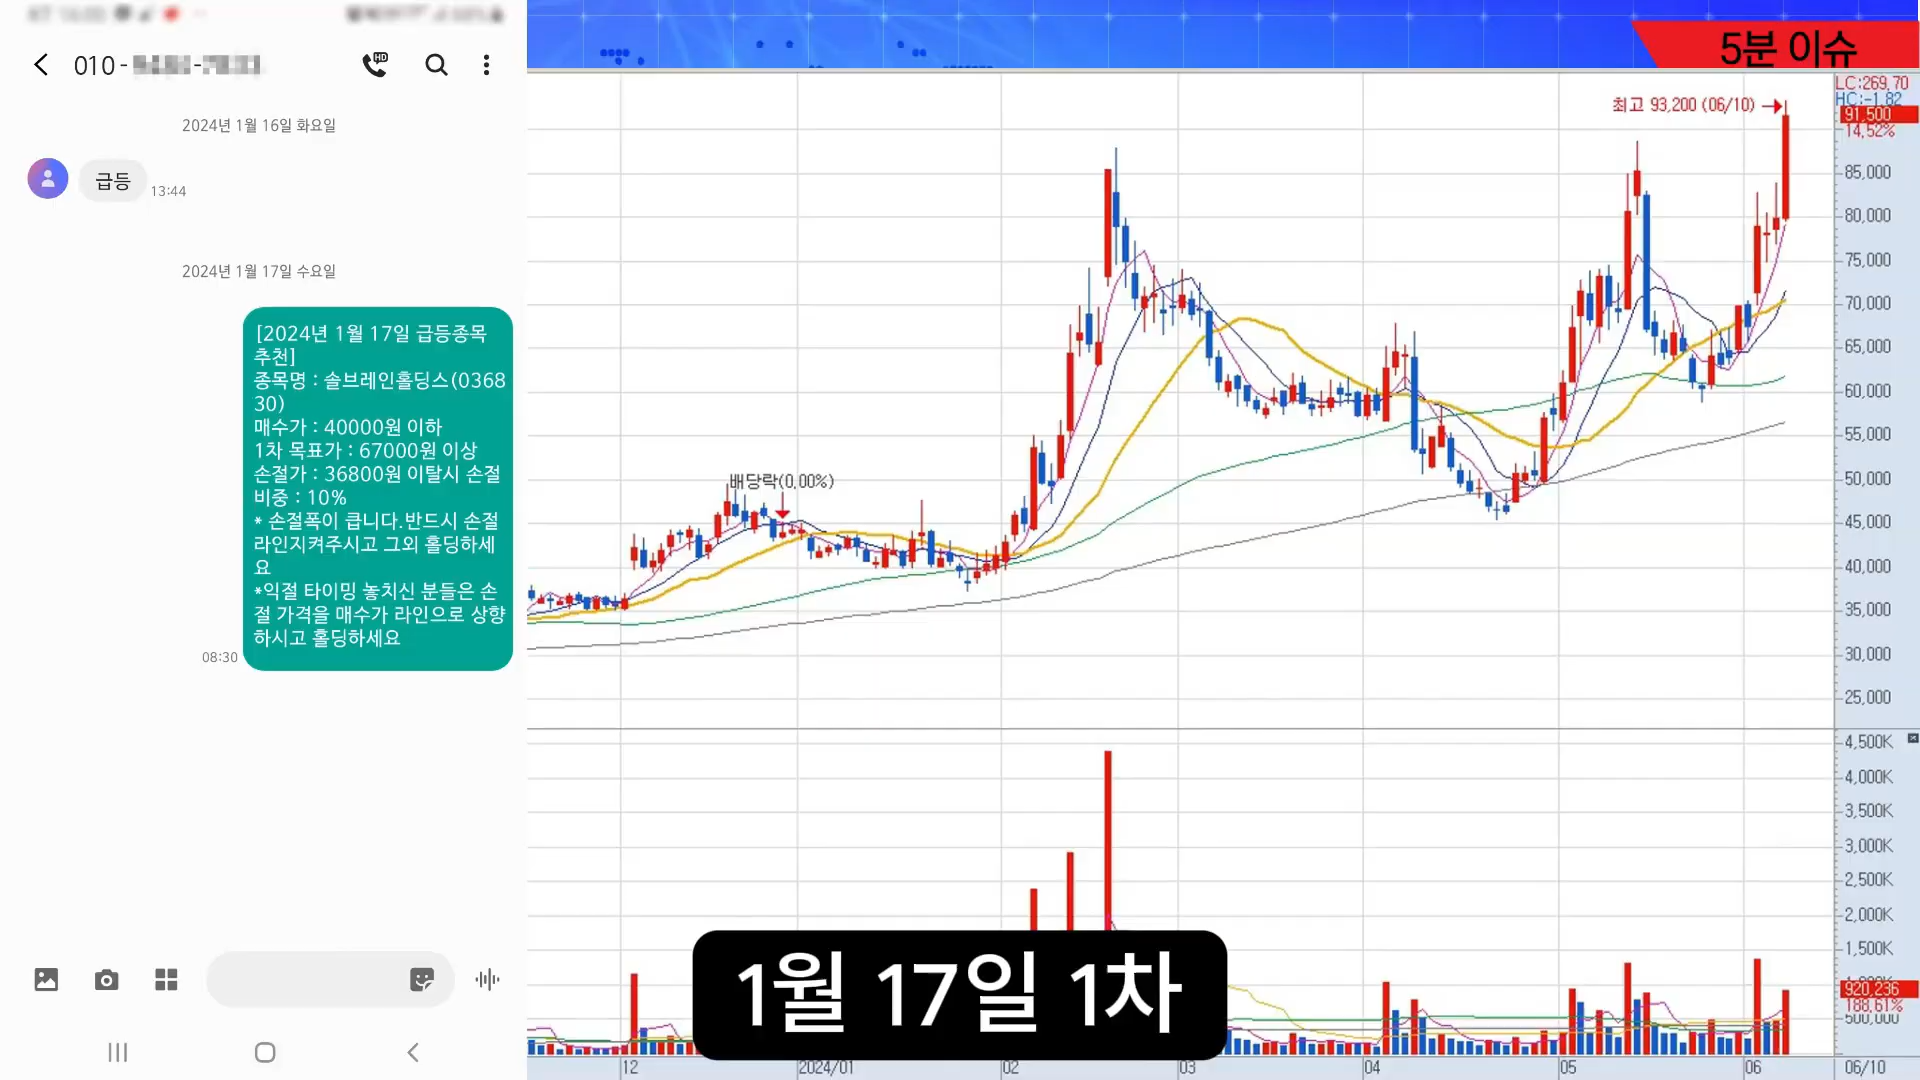 010 -
HD
2024년 1월 16일 화요일
급등
13:44
2024년 1월 17일 수요일
[2024년 1월 17일 급등종목
추천]
종목명 : 솔브레인홀딩스(0368
30)
매수가 : 40000원 이하
1차 목표가 : 67000원 이상
손절가 : 36800원 이탈시 손절
비중 : 10%
* 손절폭이 큽니다.반드시 손절
라인지켜주시고 그외 홀딩하세
요
*익절 타이밍 놓치신 분들은 손
절 가격을 매수가 라인으로 상향
하시고 홀딩하세요
08:30
5분 이슈
LC:269,70
HC:-1,82
최고 93,200 (06/10)
91,500
14,52%
85,000
80,000
75,000
70,000
65,000
60,000
55,000
배당락(0,00%)
50,000
45,000
40,000
35,000
30,000
25,000
4,500K
4,000K
3,500K
3,000K
2,500K
2,000K
1,500K
920,236
188,61%
500,000
1월 17일 1차
12
2024/01
02
03
04
05
06
06/10